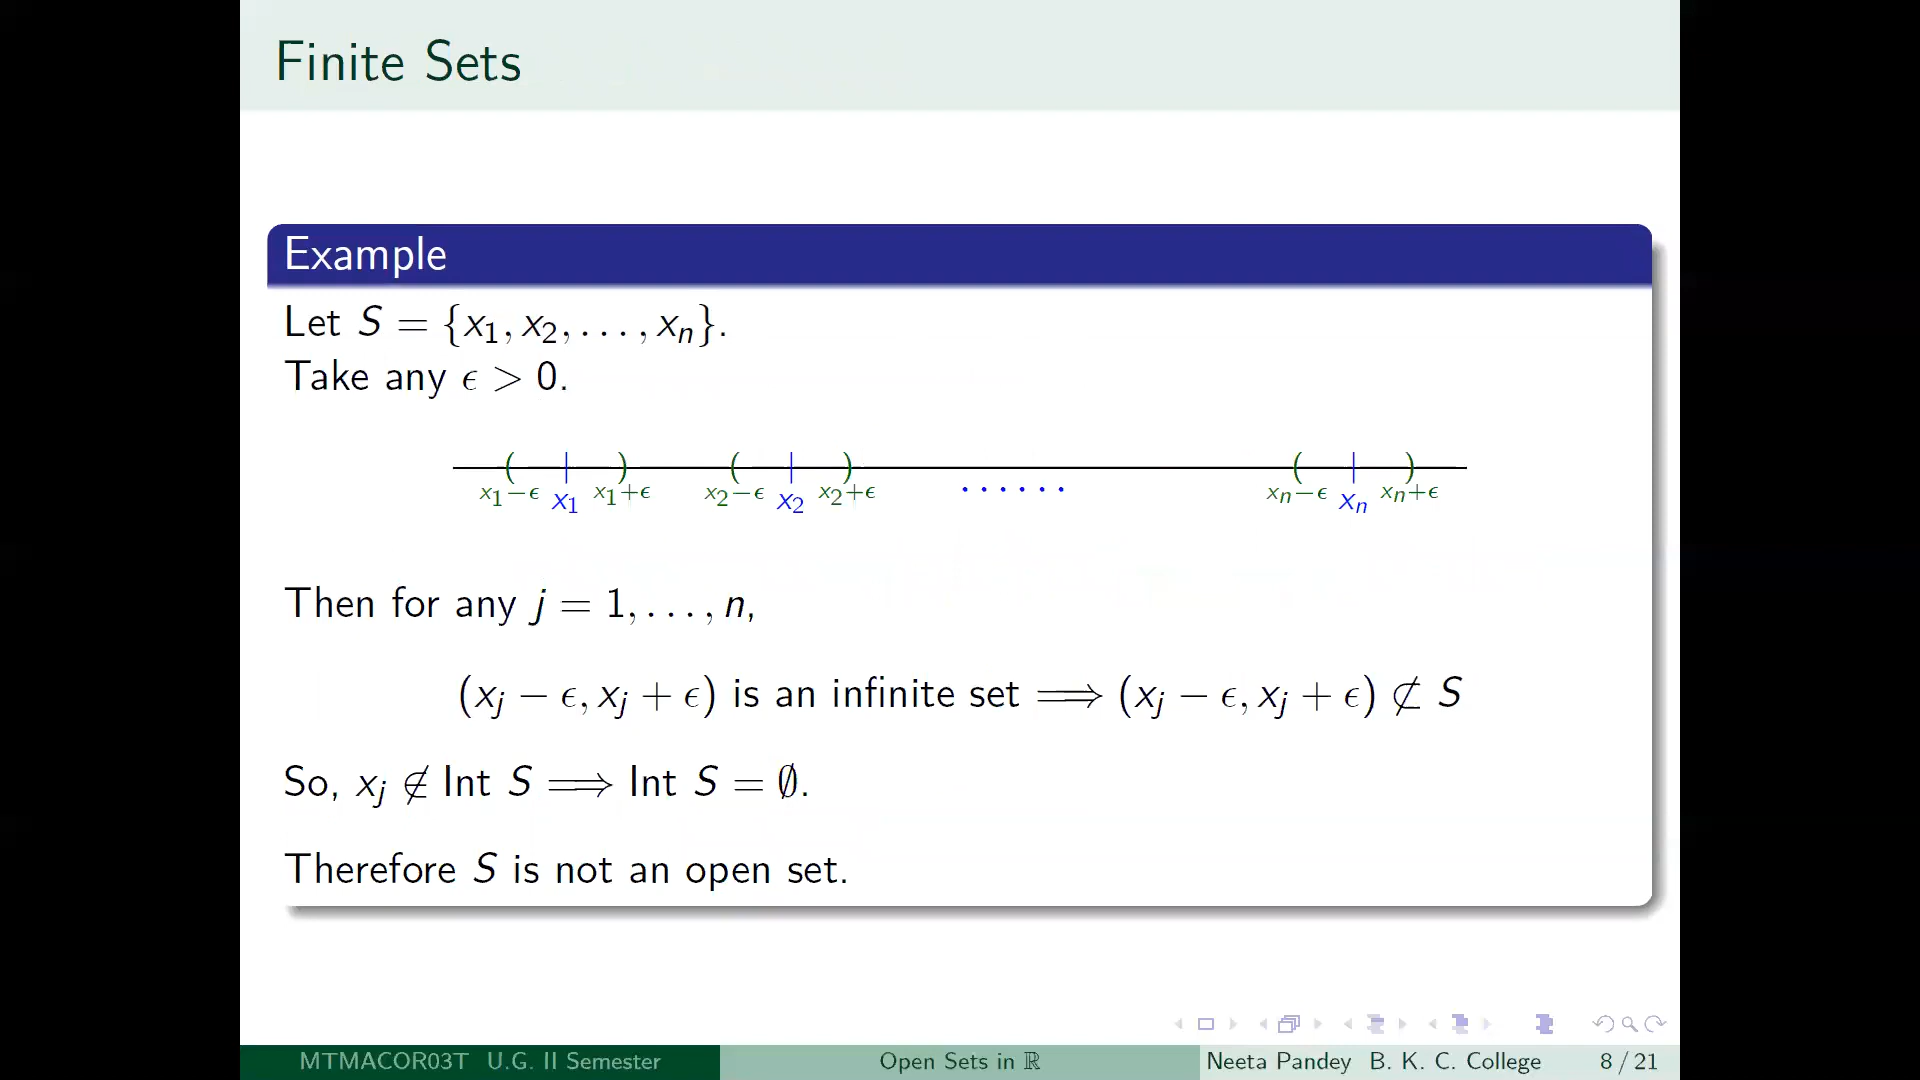 Finite Sets
Example
Let S = {x₁, x₂, . . . , xₙ}.
Take any ϵ > 0.
( | ) ( | ) ( | )
x₁−ϵ x₁ x₁+ϵ x₂−ϵ x₂ x₂+ϵ · · · · · · xₙ−ϵ xₙ xₙ+ϵ
Then for any j = 1, . . . , n,
(xⱼ − ϵ, xⱼ + ϵ) is an infinite set ⟹ (xⱼ − ϵ, xⱼ + ϵ) ⊄ S
So, xⱼ ∉ Int S ⟹ Int S = ∅.
Therefore S is not an open set.
MTMACOR03T U.G. II Semester Open Sets in ℝ Neeta Pandey B. K. C. College 8 / 21